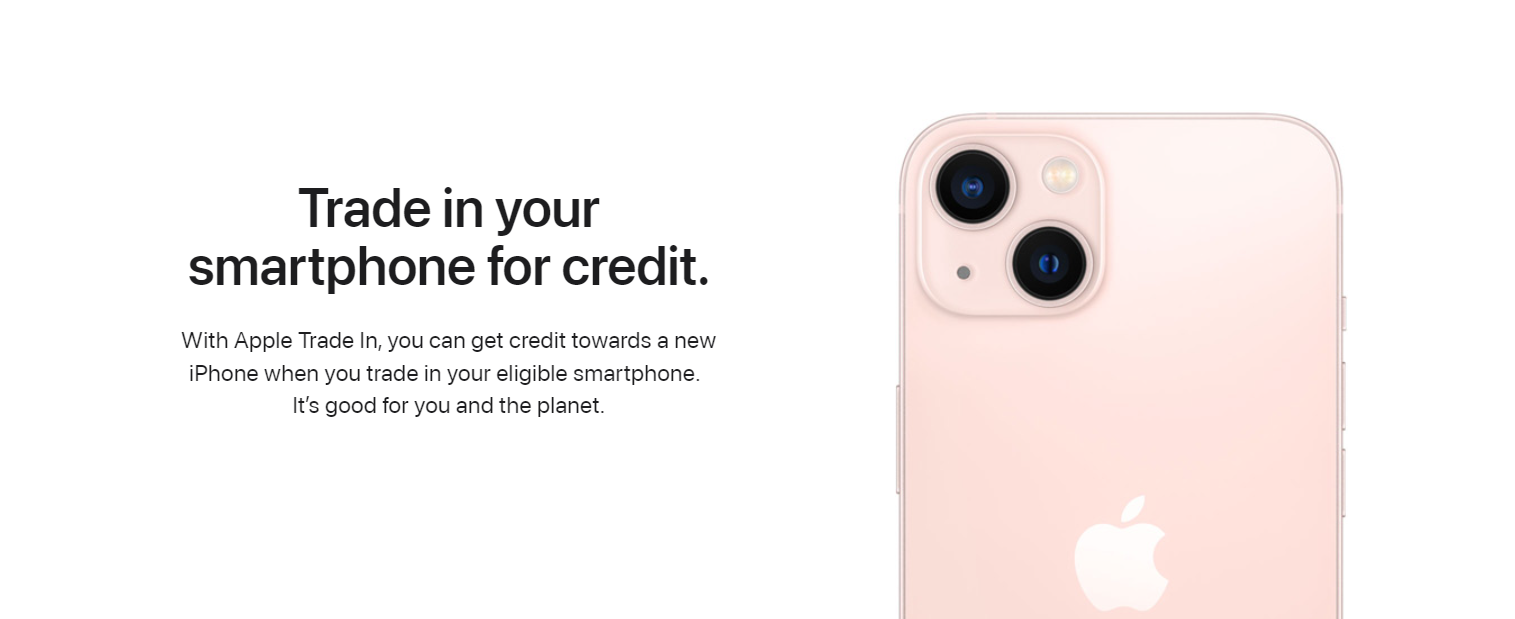 Trade in your
smartphone for credit.
With Apple Trade In, you can get credit towards a new
iPhone when you trade in your eligible smartphone.
It’s good for you and the planet.